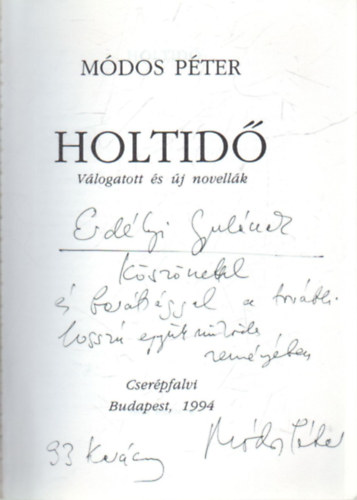 MÓDOS PÉTER
HOLTIDŐ
Válogatott és új novellák
Erdélyi Gyulának
Köszönettel
és barátsággal a további
hosszú együttműködés
reményében
Cserépfalvi
Budapest, 1994
93 Karácsony
Módos Péter